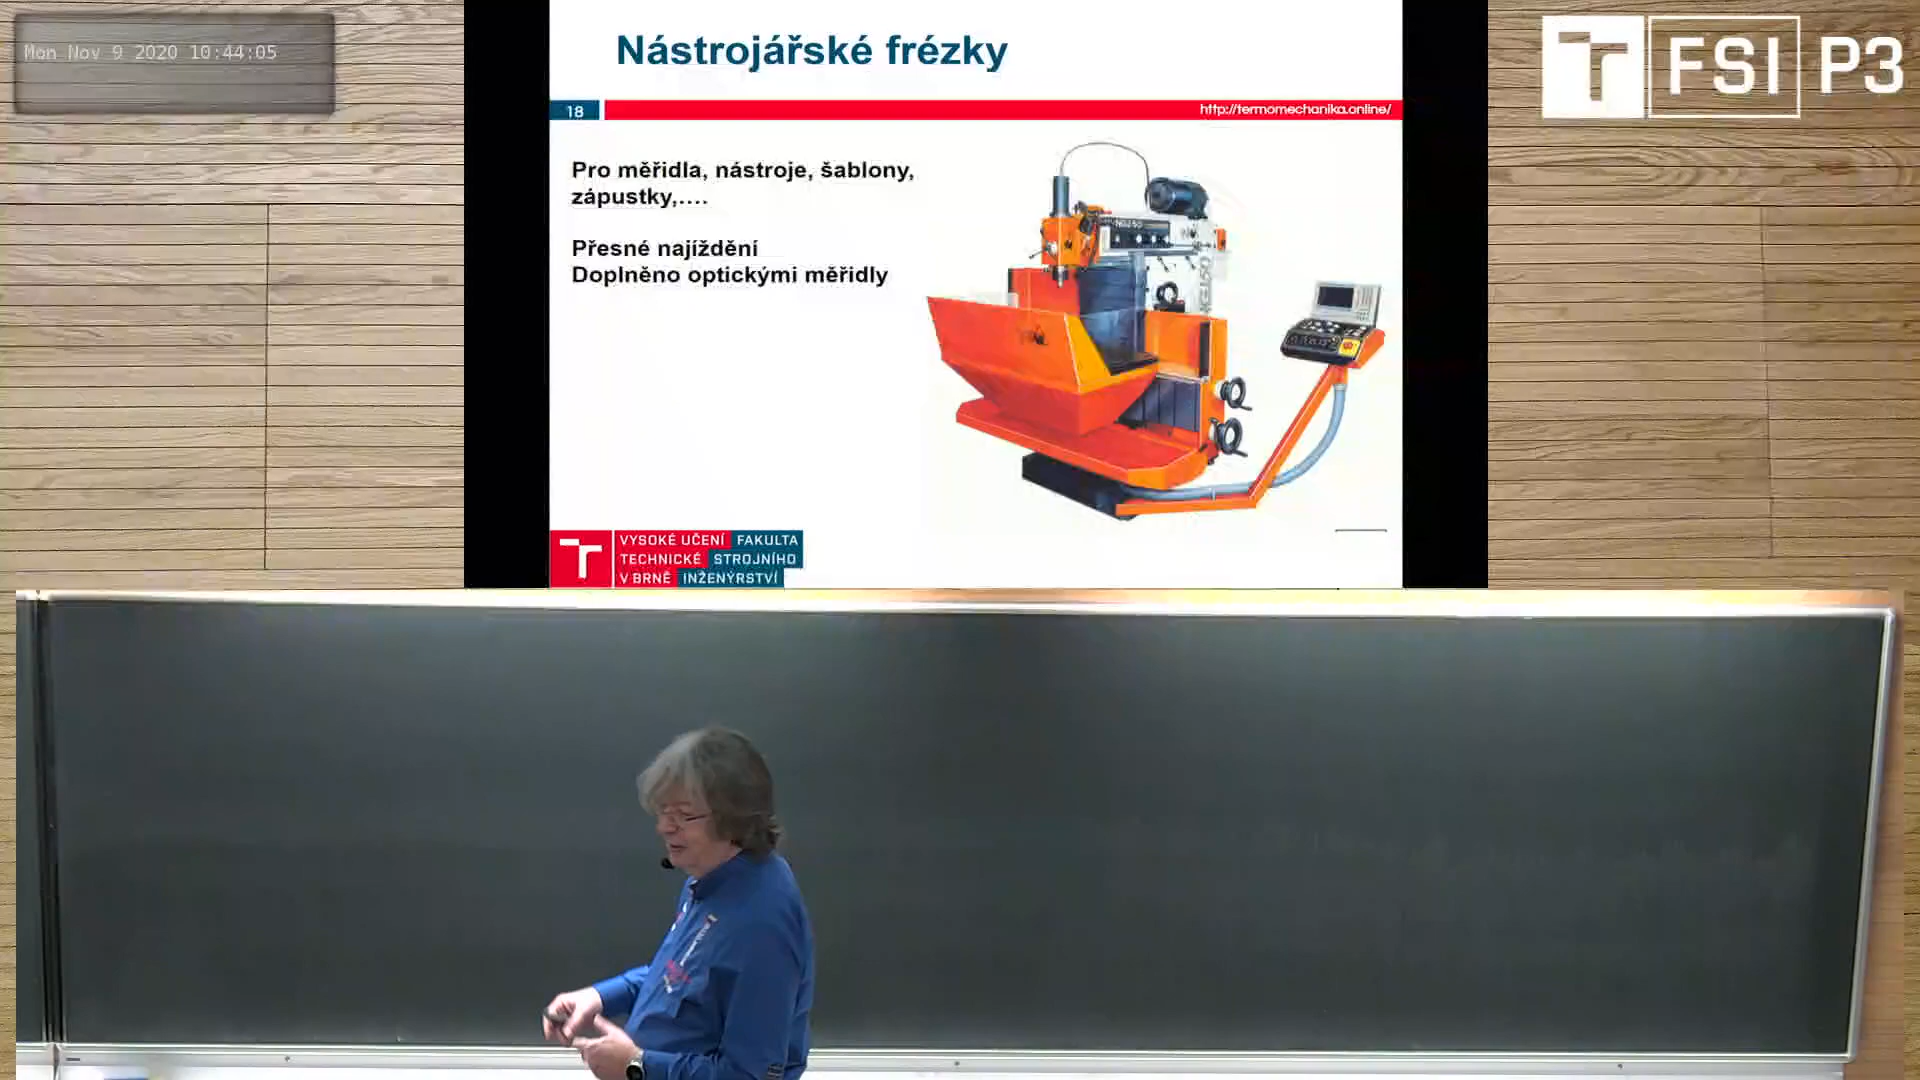 Mon Nov 9 2020 10:44:05
Nástrojářské frézky
FSI P3
18
http://termomechanika.online/
Pro měřidla, nástroje, šablony,
zápustky,....
Přesné najíždění
Doplněno optickými měřidly
VYSOKÉ UČENÍ FAKULTA
TECHNICKÉ STROJNÍHO
V BRNĚ INŽENÝRSTVÍ